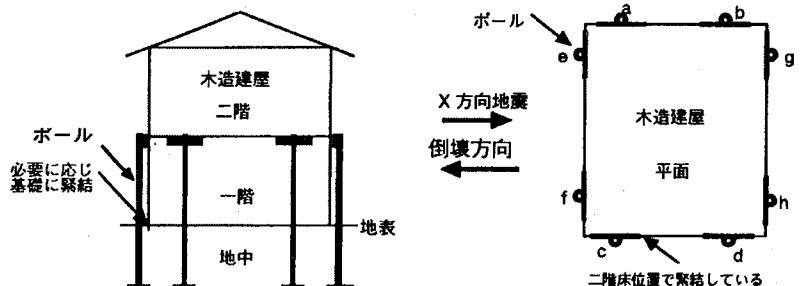 木造建屋
二階
ポール
必要に応じ
基礎に緊結
一階
地表
地中
X方向地震
倒壊方向
ポール
a
b
e
g
木造建屋
平面
f
h
c
d
二階床位置で緊結している